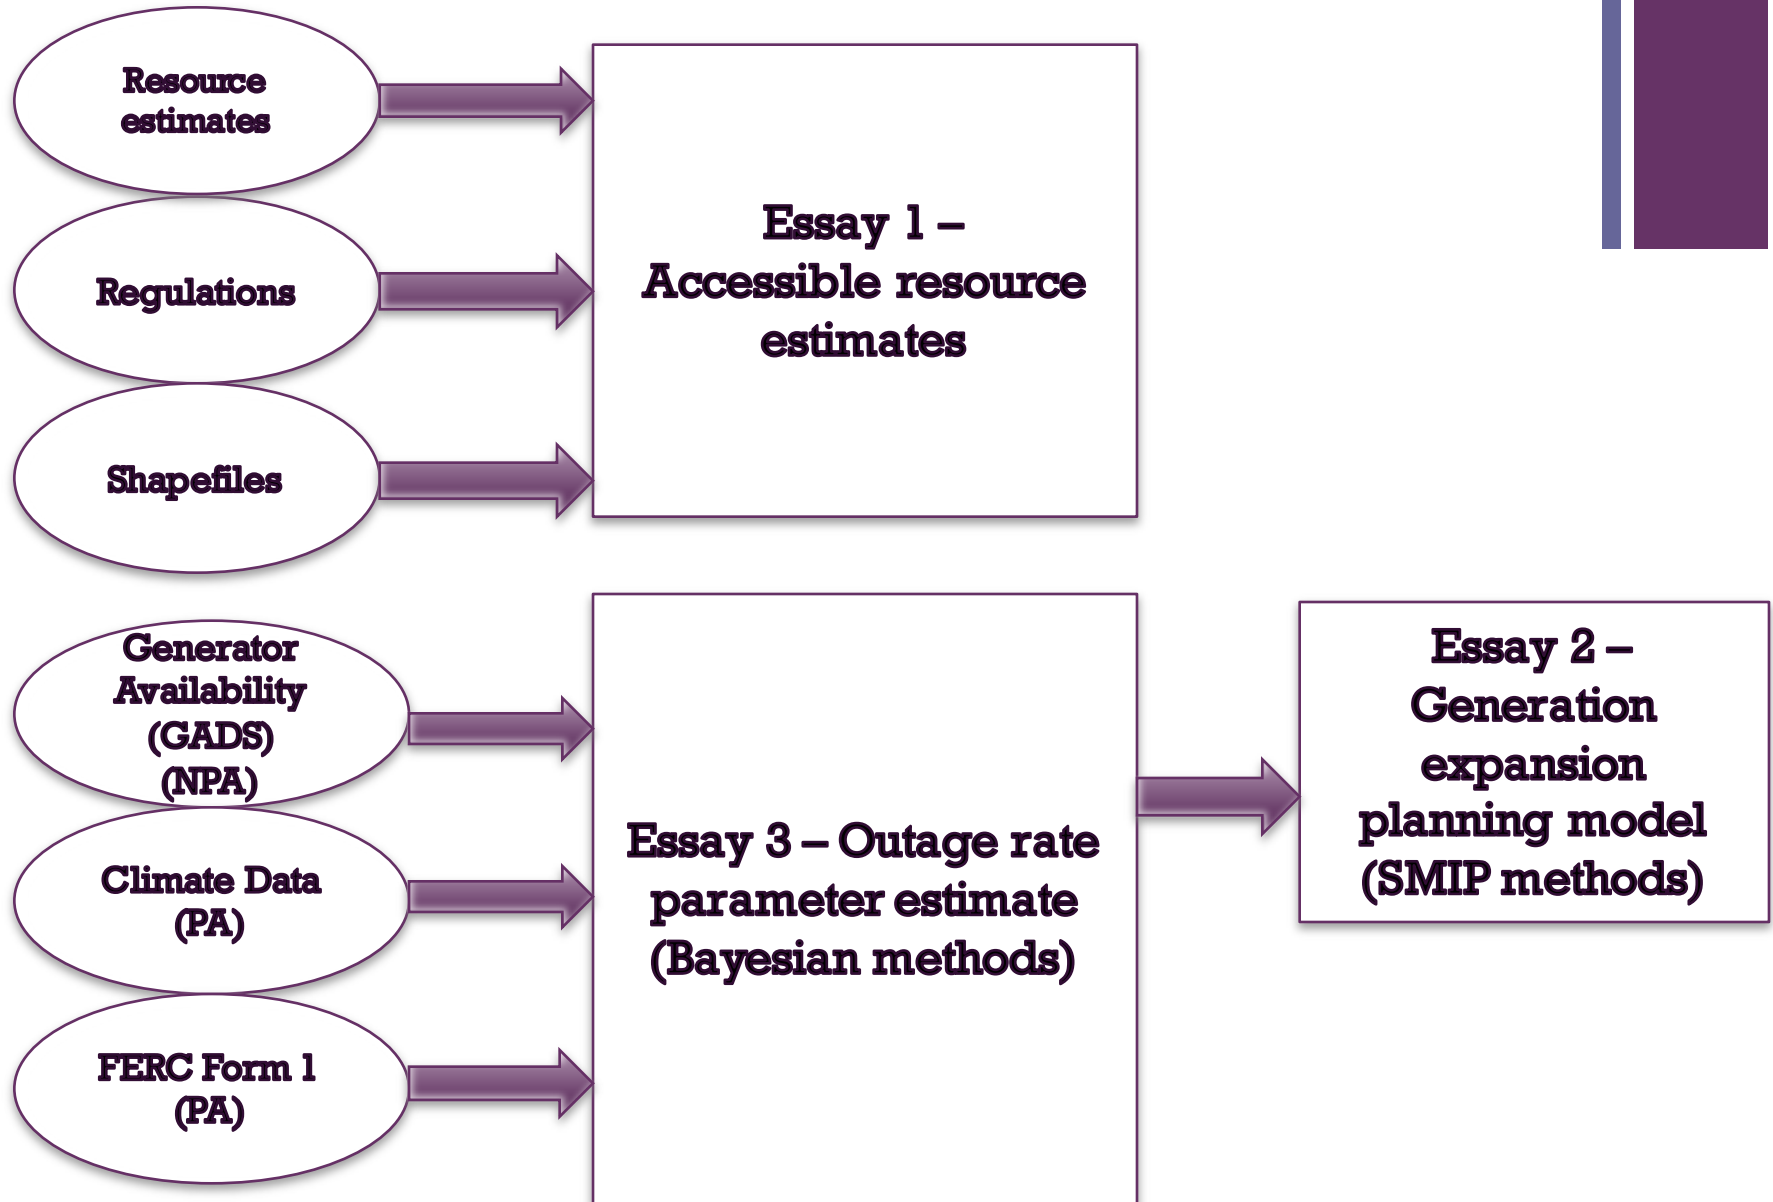 Resource
estimates
Regulations
Shapefiles
Essay 1 –
Accessible resource
estimates
Generator
Availability
(GADS)
(NPA)
Climate Data
(PA)
FERC Form 1
(PA)
Essay 3 – Outage rate
parameter estimate
(Bayesian methods)
Essay 2 –
Generation
expansion
planning model
(SMIP methods)